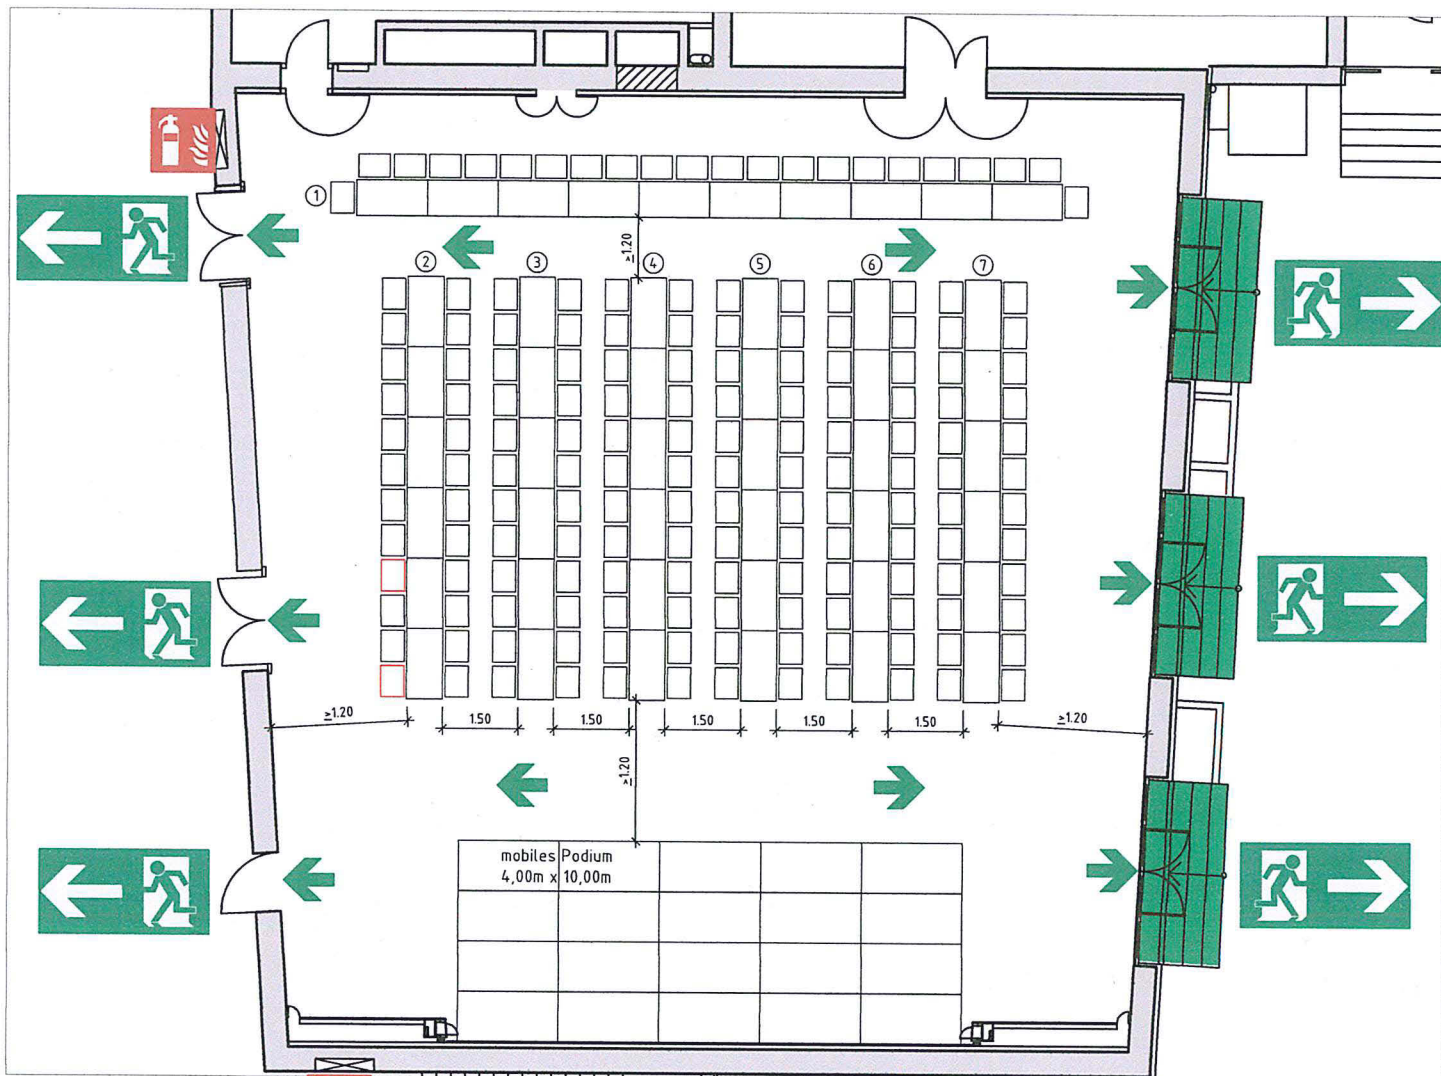 ①
≥1.20
② ③ ④ ⑤ ⑥ ⑦
≥1.20 1.50 1.50 1.50 1.50 1.50 ≥1.20
≥1.20
mobiles Podium
4,00m x 10,00m